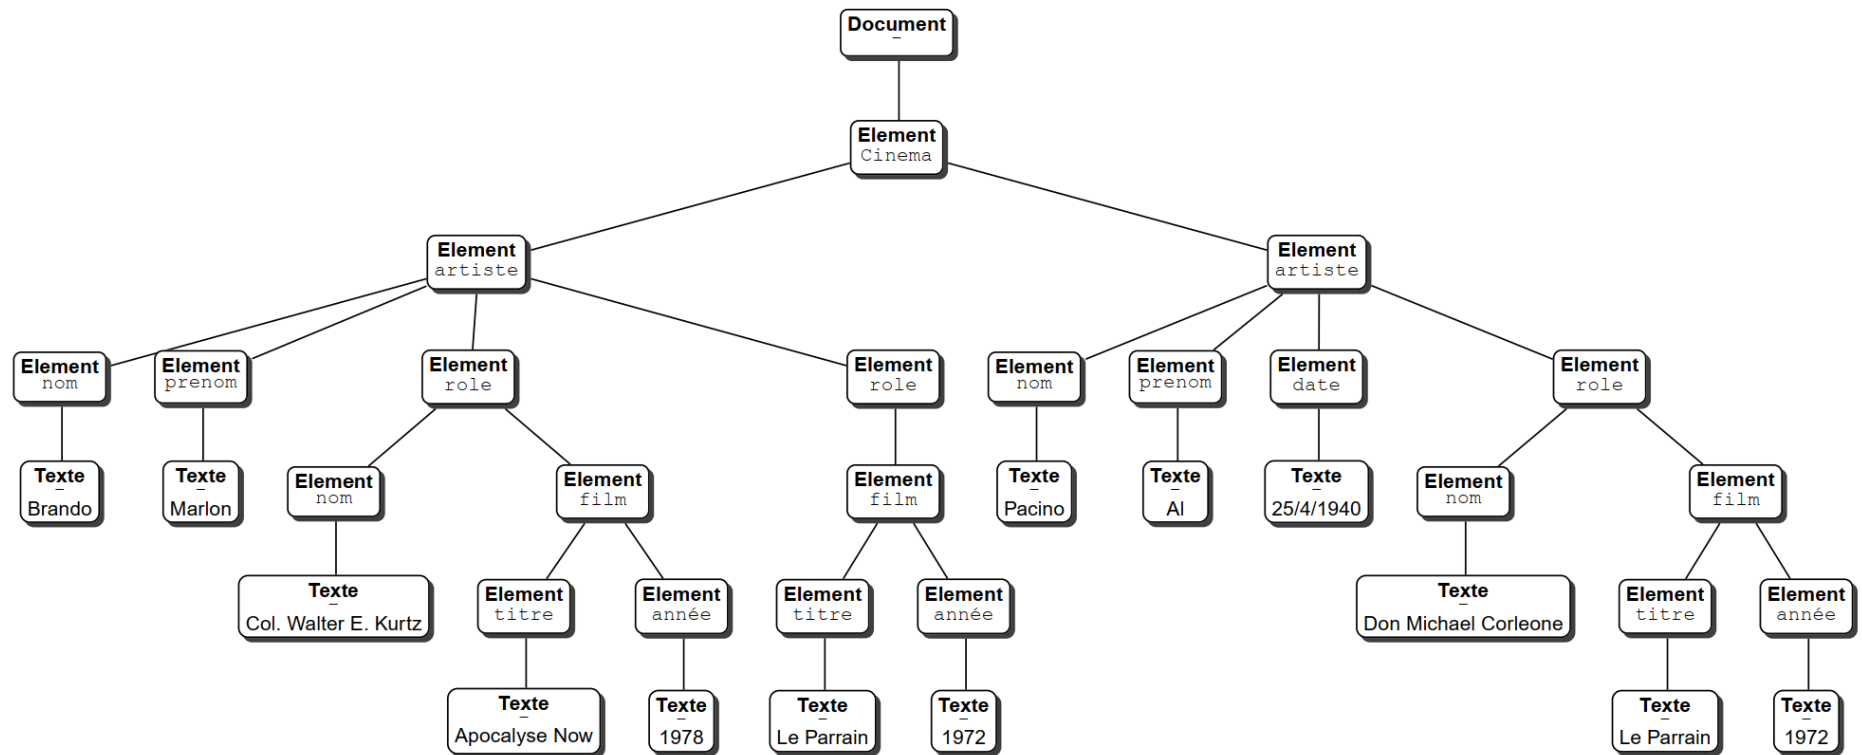 Document
–
Element
Cinema
Element
artiste
Element
artiste
Element
nom
Element
prenom
Element
role
Element
role
Element
nom
Element
prenom
Element
date
Element
role
Texte
–
Brando
Texte
–
Marlon
Element
nom
Element
film
Element
film
Texte
–
Pacino
Texte
–
Al
Texte
–
25/4/1940
Element
nom
Element
film
Texte
–
Col. Walter E. Kurtz
Element
titre
Element
année
Element
titre
Element
année
Texte
–
Don Michael Corleone
Element
titre
Element
année
Texte
–
Apocalyse Now
Texte
–
1978
Texte
–
Le Parrain
Texte
–
1972
Texte
–
Le Parrain
Texte
–
1972